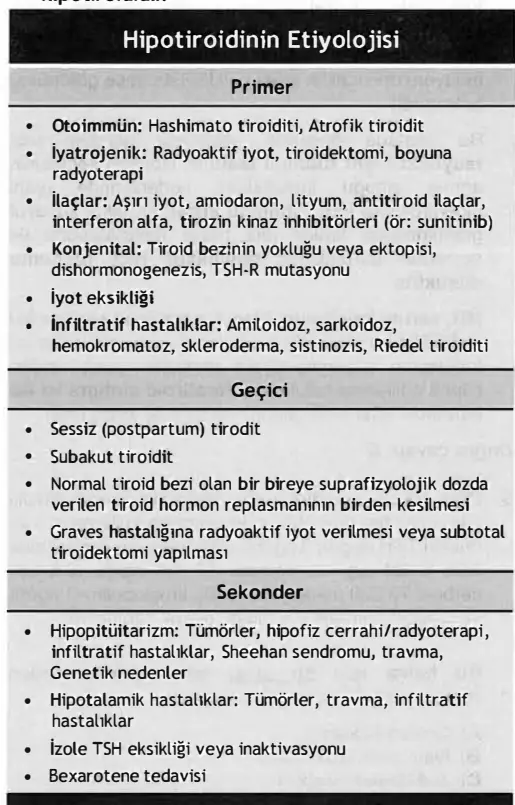 Hipotiroidinin Etiyolojisi
Primer
• Otoimmün: Hashimato tiroiditi, Atrofik tiroidit
• İyatrojenik: Radyoaktif iyot, tiroidektomi, boyuna
radyoterapi
• İlaçlar: Aşırı iyot, amiodaron, lityum, antitiroid ilaçlar,
interferonalfa, tirozin kinaz inhibitörleri (ör: sunitinib)
• Konjenital: Tiroid bezinin yokluğu veya ektopisi,
dishormonogenezis, TSH-R mutasyonu
• İyot eksikliği
• İnfiltratif hastalıklar: Amiloidoz, sarkoidoz,
hemokromatoz, skleroderma, sistinozis, Riedel tiroiditi
Geçici
• Sessiz (postpartum) tirodit
• Subakut tiroidit
• Normal tiroid bezi olan bir bireye suprafizyolojik dozda
verilen tiroid hormon replasmanının birden kesilmesi
• Graves hastalığına radyoaktif iyot verilmesi veya subtotal
tiroidektomi yapılması
Sekonder
• Hipopitüitarizm: Tümörler, hipofiz cerrahi/radyoterapi,
infiltratif hastalıklar, Sheehan sendromu, travma,
Genetik nedenler
• Hipotalamik hastalıklar: Tümörler, travma, infiltratif
hastalıklar
• İzole TSH eksikliği veya inaktivasyonu
• Bexarotene tedavisi